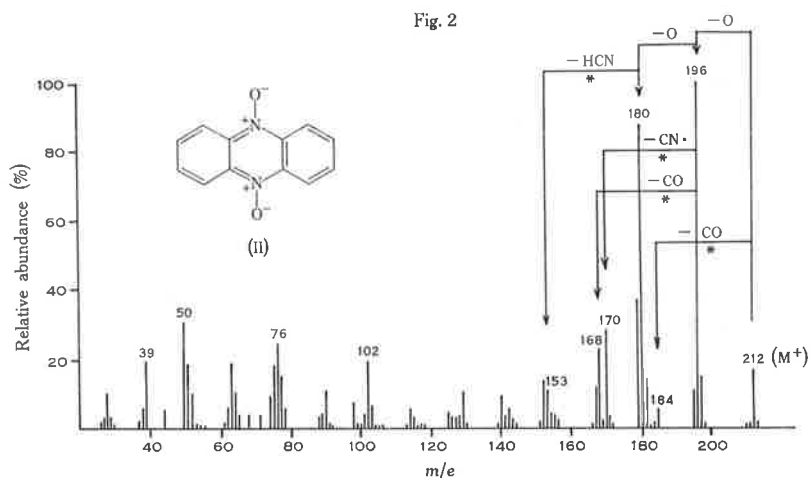 Fig. 2
−O
−O
−HCN
*
196
100
180
80
−CN·
*
−CO
*
60
− CO
*
40
20
Relative abundance (%)
O−
+N
+N
O−
(II)
39
50
76
102
153
168
170
184
212 (M+)
40 60 80 100 120 140 160 180 200
m/e